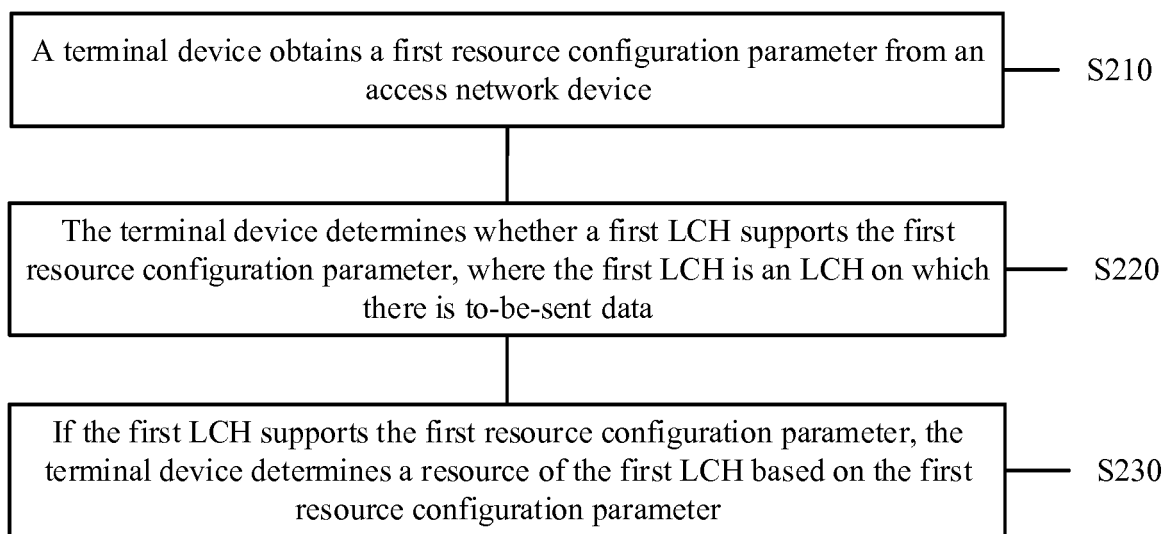 A terminal device obtains a first resource configuration parameter from an
access network device
S210
The terminal device determines whether a first LCH supports the first
resource configuration parameter, where the first LCH is an LCH on which
there is to-be-sent data
S220
If the first LCH supports the first resource configuration parameter, the
terminal device determines a resource of the first LCH based on the first
resource configuration parameter
S230